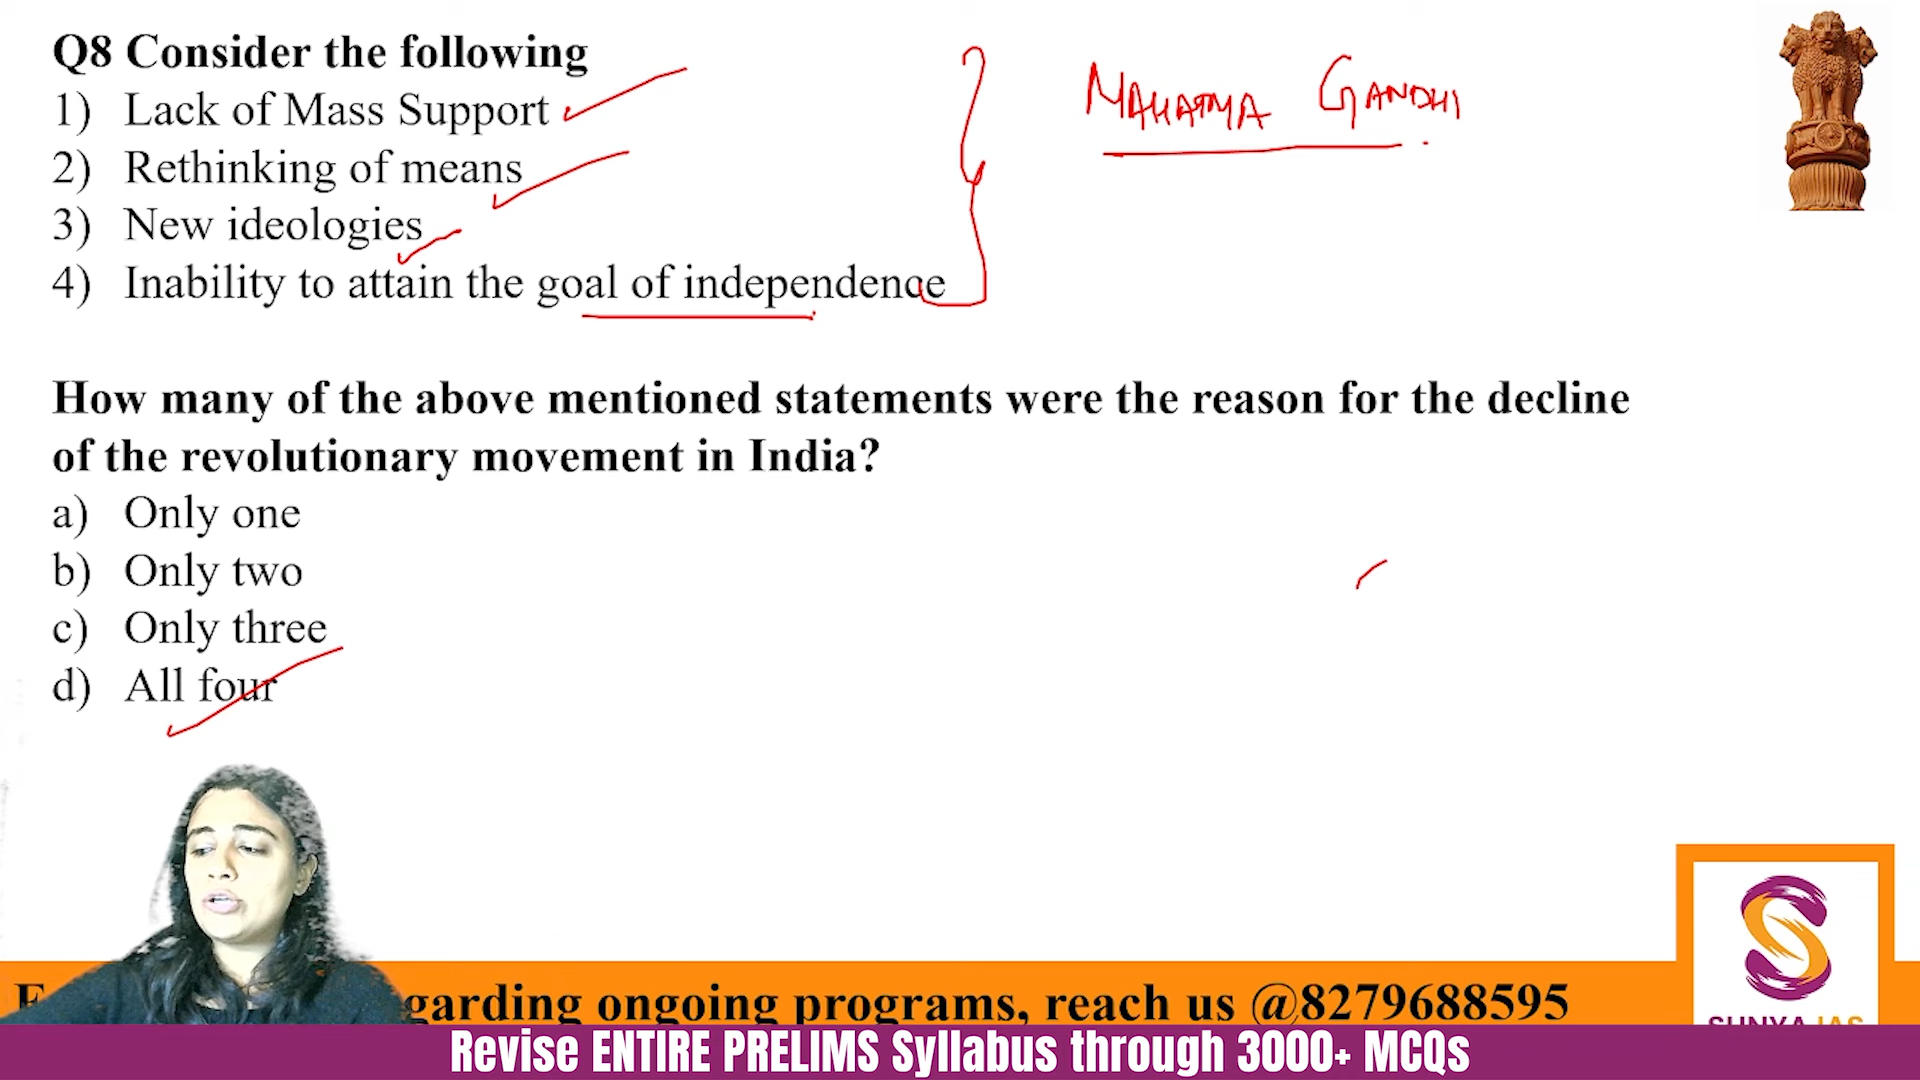 Q8 Consider the following
1) Lack of Mass Support
2) Rethinking of means
3) New ideologies
4) Inability to attain the goal of independence
MAHATMA GANDHI
How many of the above mentioned statements were the reason for the decline
of the revolutionary movement in India?
a) Only one
b) Only two
c) Only three
d) All four
garding ongoing programs, reach us @8279688595
SUNYA IAS
Revise ENTIRE PRELIMS Syllabus through 3000+ MCQs